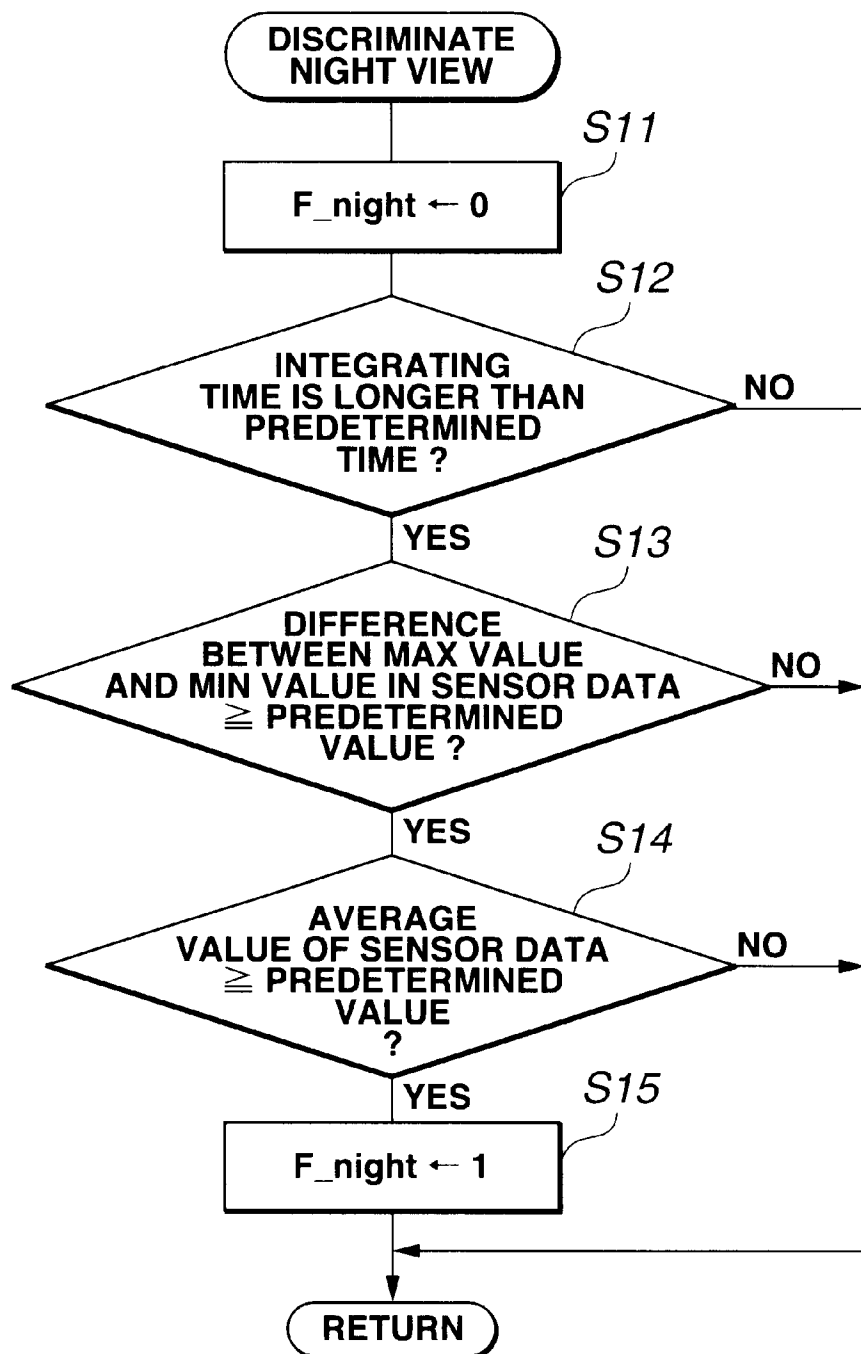 DISCRIMINATE
NIGHT VIEW
S11
F_night ← 0
S12
INTEGRATING
TIME IS LONGER THAN
PREDETERMINED
TIME ?
NO
YES
S13
DIFFERENCE
BETWEEN MAX VALUE
AND MIN VALUE IN SENSOR DATA
≧ PREDETERMINED
VALUE ?
NO
YES
S14
AVERAGE
VALUE OF SENSOR DATA
≧ PREDETERMINED
VALUE
?
NO
YES
S15
F_night ← 1
RETURN